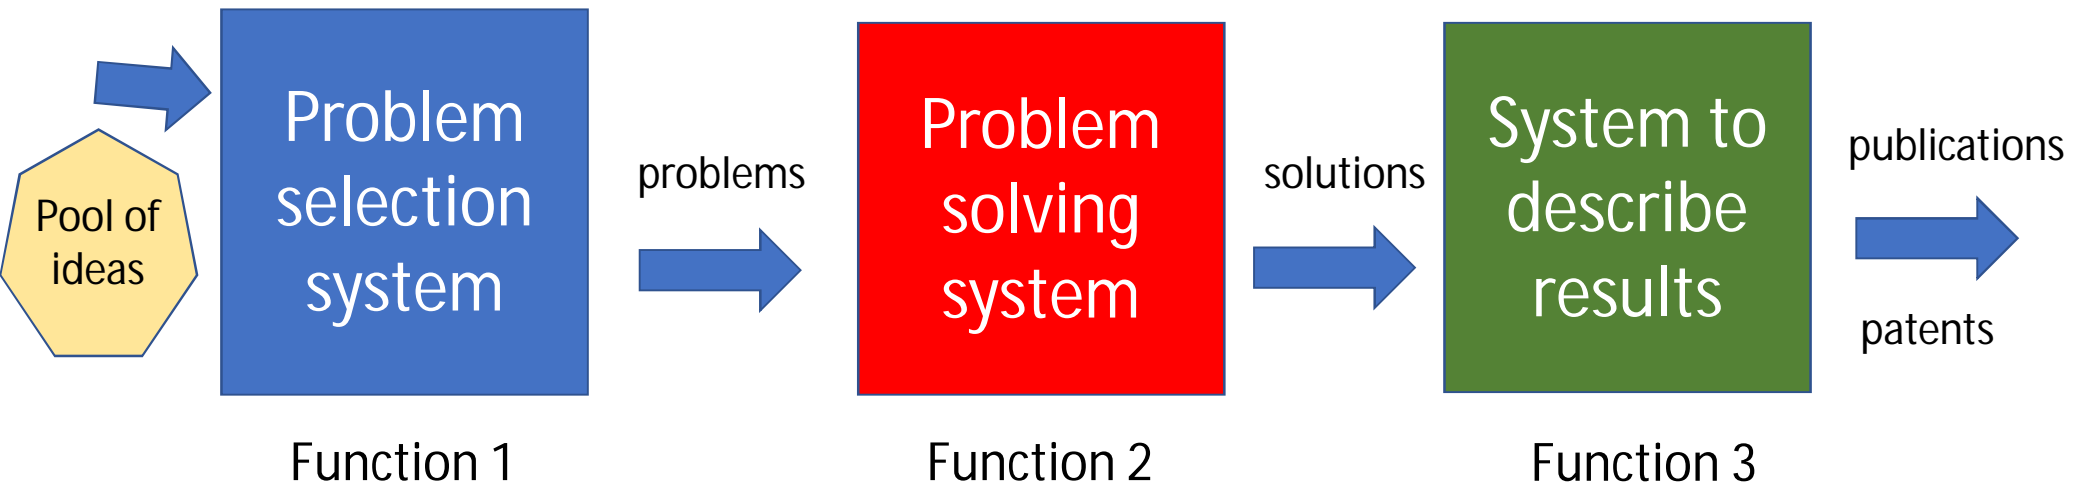 Pool of
ideas
Problem
selection
system
Function 1
problems
Problem
solving
system
Function 2
solutions
System to
describe
results
Function 3
publications
patents